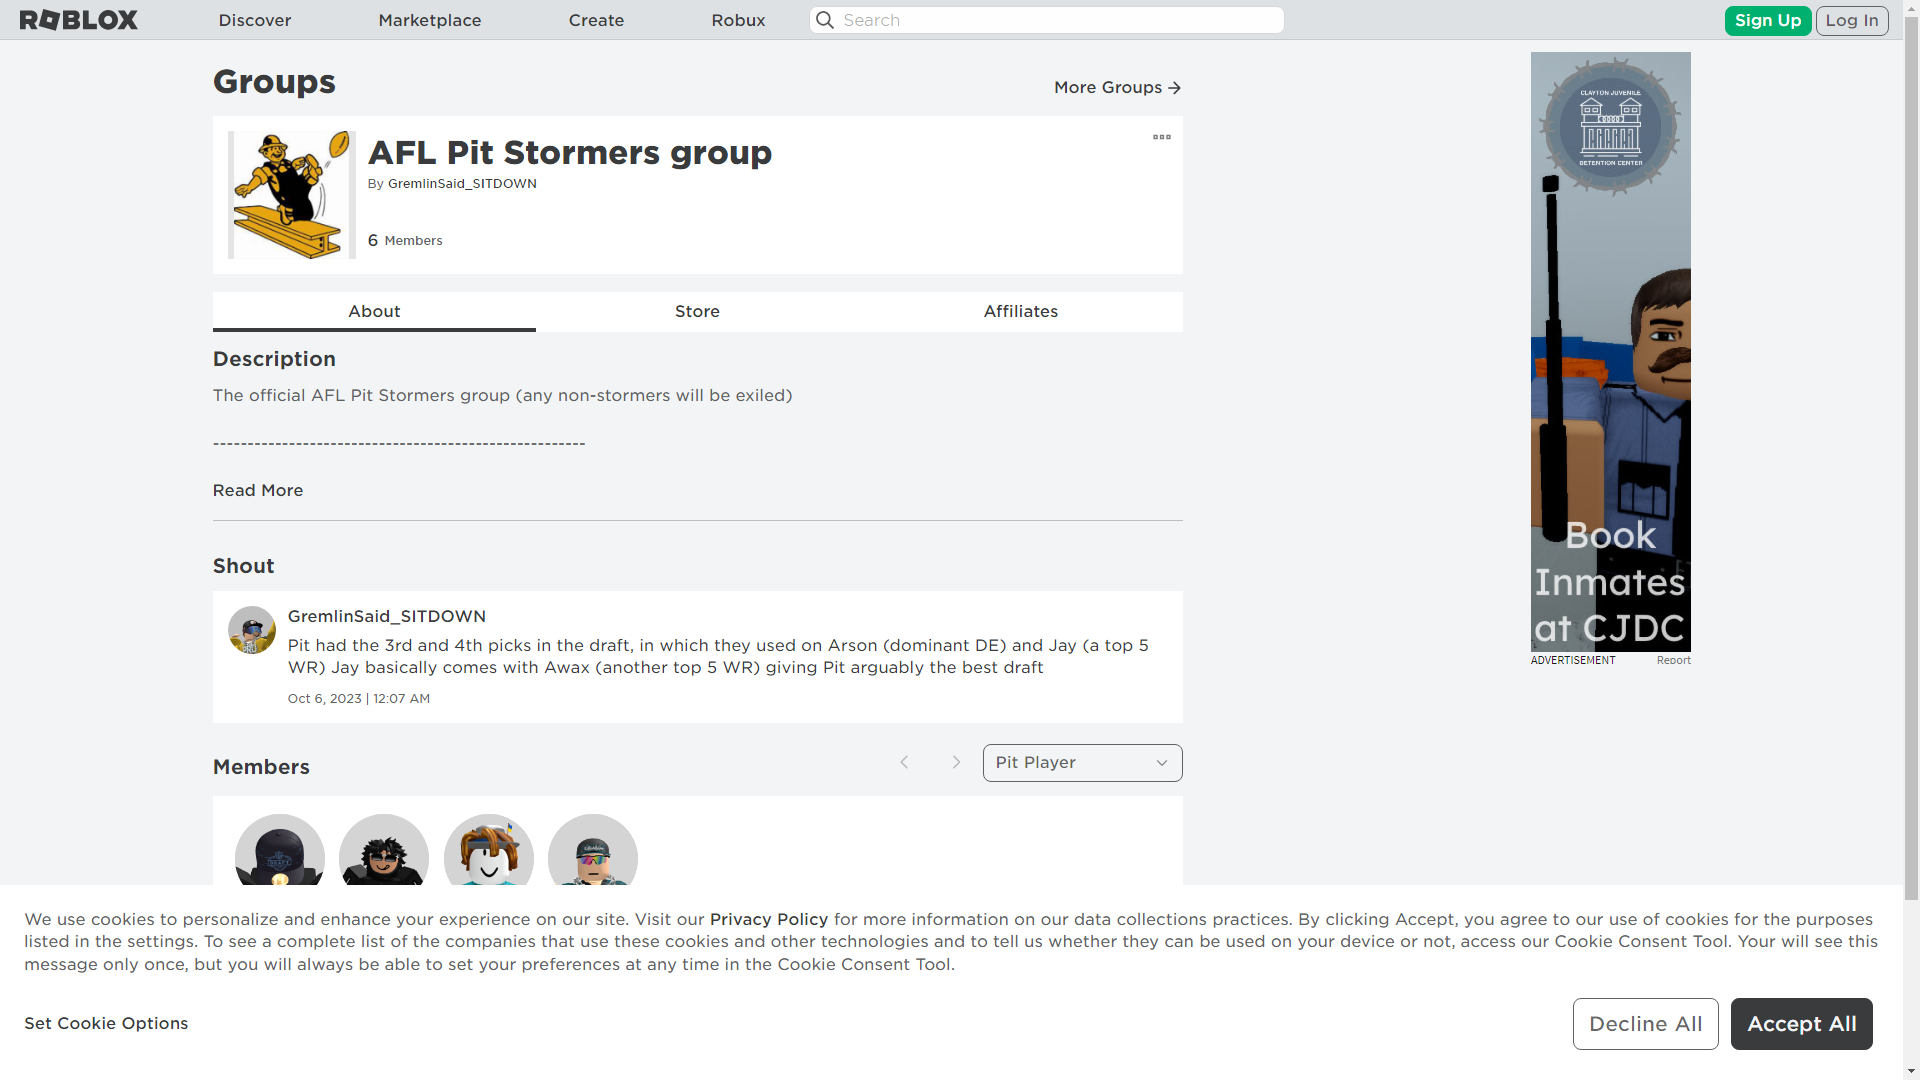 ROBLOX
Discover
Marketplace
Create
Robux
Search
Sign Up
Log In
Groups
More Groups
AFL Pit Stormers group
By GremlinSaid_SITDOWN
6 Members
About
Store
Affiliates
Description
The official AFL Pit Stormers group (any non-stormers will be exiled)
------------------------------------------------------
Read More
Shout
GremlinSaid_SITDOWN
Pit had the 3rd and 4th picks in the draft, in which they used on Arson (dominant DE) and Jay (a top 5
WR) Jay basically comes with Awax (another top 5 WR) giving Pit arguably the best draft
Oct 6, 2023 | 12:07 AM
Members
Pit Player
CLAYTON JUVENILE
DETENTION CENTER
Book
Inmates
at CJDC
ADVERTISEMENT
Report
We use cookies to personalize and enhance your experience on our site. Visit our Privacy Policy for more information on our data collections practices. By clicking Accept, you agree to our use of cookies for the purposes
listed in the settings. To see a complete list of the companies that use these cookies and other technologies and to tell us whether they can be used on your device or not, access our Cookie Consent Tool. Your will see this
message only once, but you will always be able to set your preferences at any time in the Cookie Consent Tool.
Set Cookie Options
Decline All
Accept All